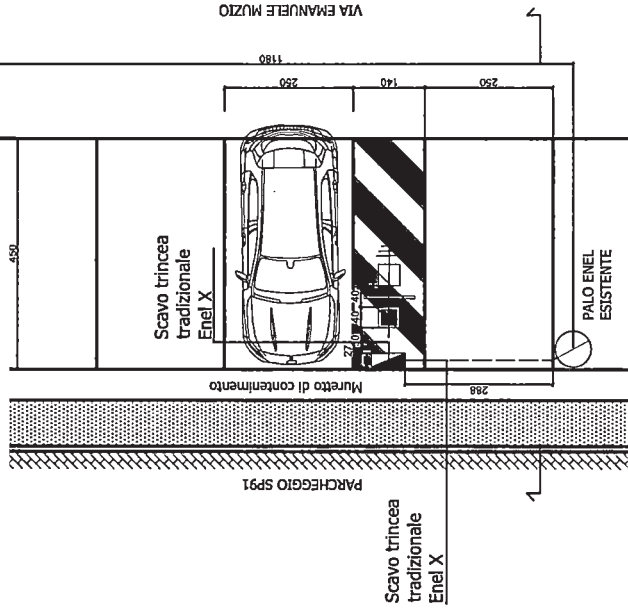 VIA EMANUELE MUZIO
1180
250
140
250
450
Scavo trincea
tradizionale
Enel X
40
40
27
PALO ENEL
ESISTENTE
Muretto di contenimento
288
PARCHEGGIO SP91
Scavo trincea
tradizionale
Enel X